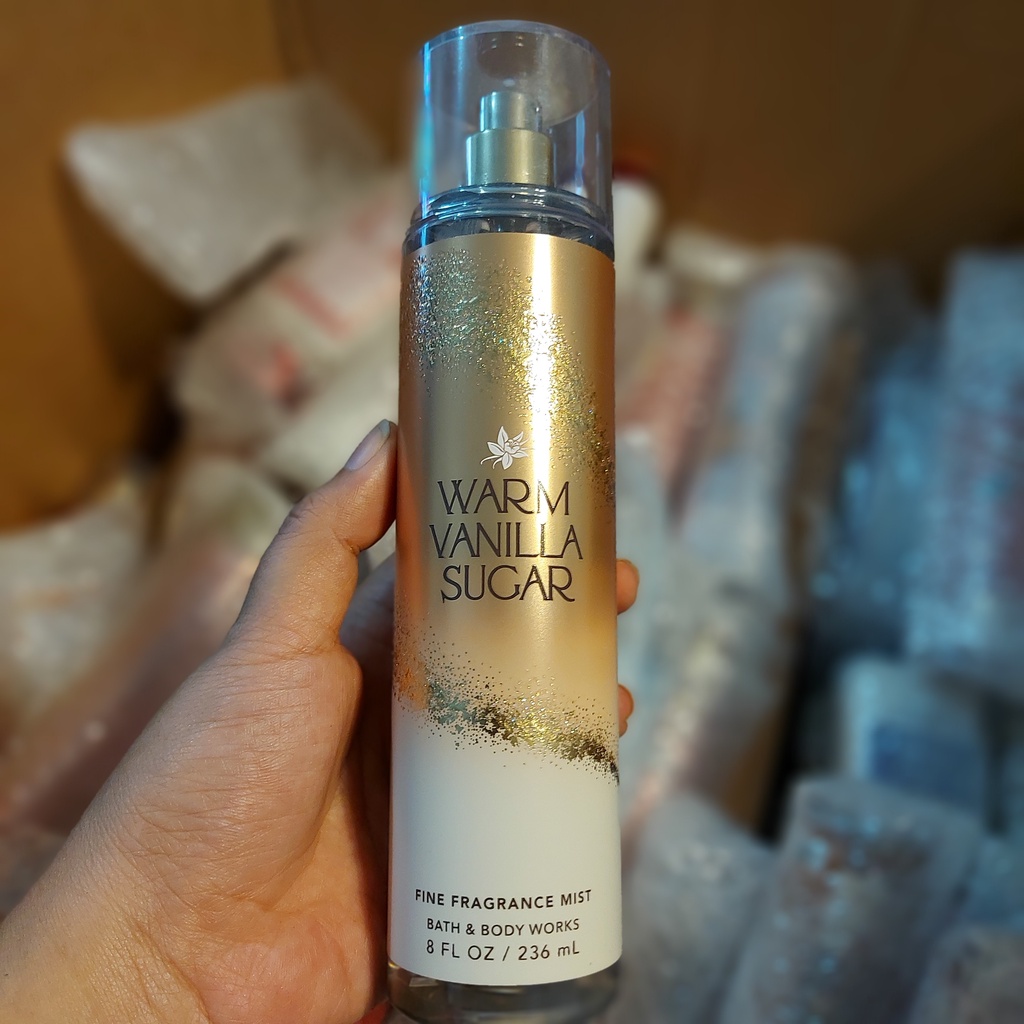 WARM
VANILLA
SUGAR
FINE FRAGRANCE MIST
BATH & BODY WORKS
8 FL OZ / 236 mL